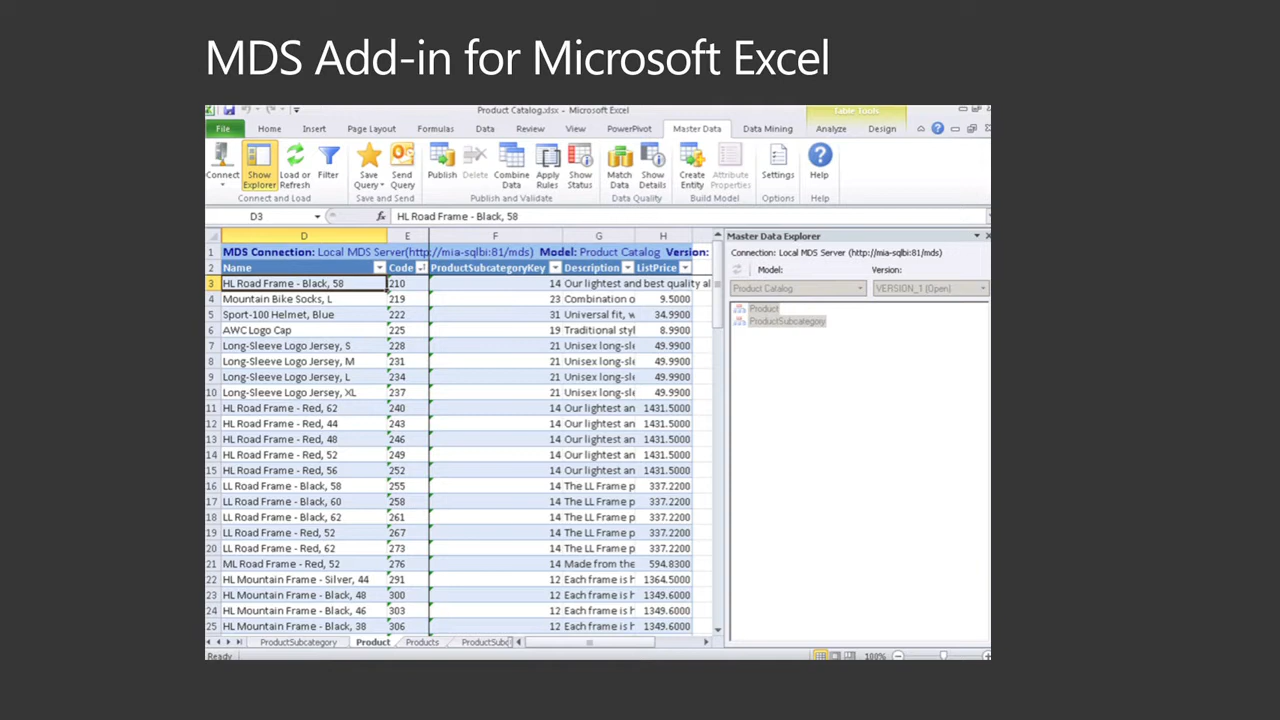 MDS Add-in for Microsoft Excel
Product Catalog.xlsx - Microsoft Excel
Table Tools
File Home Insert Page Layout Formulas Data Review View PowerPivot Master Data Data Mining Analyze Design
Connect Show Explorer Load or Refresh Filter Save Query Send Query Publish Delete Combine Data Apply Rules Show Status Match Data Show Details Create Entity Attribute Properties Settings Help
Connect and Load Save and Send Publish and Validate Data Quality Build Model Options Help
D3 fx HL Road Frame - Black, 58
D E F G H
Master Data Explorer
1 MDS Connection: Local MDS Server(http://mia-sqlbi:81/mds) Model: Product Catalog Version:
Connection: Local MDS Server (http://mia-sqlbi:81/mds)
2 Name Code ProductSubcategoryKey Description ListPrice
Model: Version:
Product Catalog VERSION_1 (Open)
Product
ProductSubcategory
3 HL Road Frame - Black, 58 210 14 Our lightest and best quality al
4 Mountain Bike Socks, L 219 23 Combination o 9.5000
5 Sport-100 Helmet, Blue 222 31 Universal fit, w 34.9900
6 AWC Logo Cap 225 19 Traditional styl 8.9900
7 Long-Sleeve Logo Jersey, S 228 21 Unisex long-sle 49.9900
8 Long-Sleeve Logo Jersey, M 231 21 Unisex long-sle 49.9900
9 Long-Sleeve Logo Jersey, L 234 21 Unisex long-sle 49.9900
10 Long-Sleeve Logo Jersey, XL 237 21 Unisex long-sle 49.9900
11 HL Road Frame - Red, 62 240 14 Our lightest an 1431.5000
12 HL Road Frame - Red, 44 243 14 Our lightest an 1431.5000
13 HL Road Frame - Red, 48 246 14 Our lightest an 1431.5000
14 HL Road Frame - Red, 52 249 14 Our lightest an 1431.5000
15 HL Road Frame - Red, 56 252 14 Our lightest an 1431.5000
16 LL Road Frame - Black, 58 255 14 The LL Frame p 337.2200
17 LL Road Frame - Black, 60 258 14 The LL Frame p 337.2200
18 LL Road Frame - Black, 62 261 14 The LL Frame p 337.2200
19 LL Road Frame - Red, 52 267 14 The LL Frame p 337.2200
20 LL Road Frame - Red, 62 273 14 The LL Frame p 337.2200
21 ML Road Frame - Red, 52 276 14 Made from the 594.8300
22 HL Mountain Frame - Silver, 44 291 12 Each frame is h 1364.5000
23 HL Mountain Frame - Black, 48 300 12 Each frame is h 1349.6000
24 HL Mountain Frame - Black, 46 303 12 Each frame is h 1349.6000
25 HL Mountain Frame - Black, 38 306 12 Each frame is h 1349.6000
ProductSubcategory Product Products ProductSubc
Ready 100%